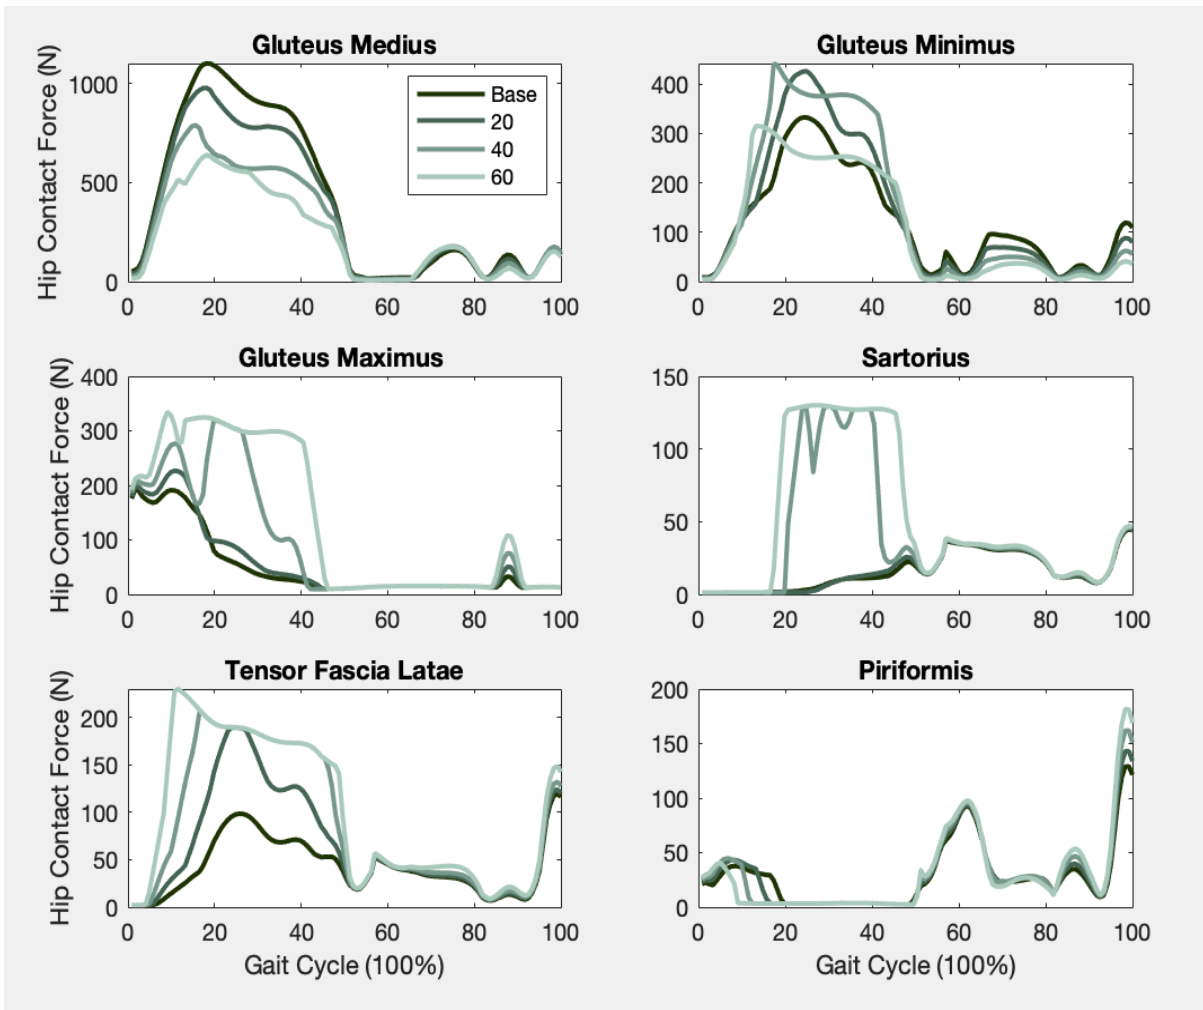 Gluteus Medius
Hip Contact Force (N)
1000
500
0
0 20 40 60 80 100
Base
20
40
60
Gluteus Minimus
400
300
200
100
0
0 20 40 60 80 100
Gluteus Maximus
Hip Contact Force (N)
400
300
200
100
0
0 20 40 60 80 100
Sartorius
150
100
50
0
0 20 40 60 80 100
Tensor Fascia Latae
Hip Contact Force (N)
200
150
100
50
0
0 20 40 60 80 100
Gait Cycle (100%)
Piriformis
200
150
100
50
0
0 20 40 60 80 100
Gait Cycle (100%)